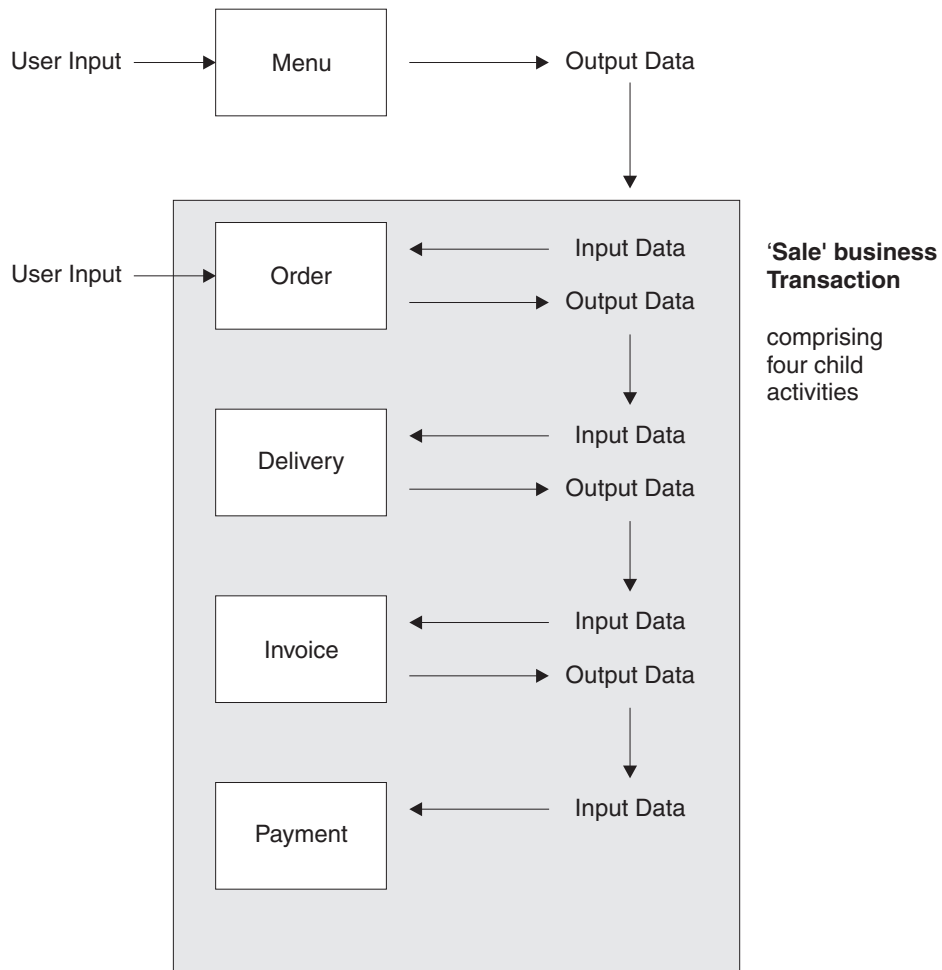 User Input
Menu
Output Data
User Input
Order
Input Data
Output Data
‘Sale' business
Transaction
comprising
four child
activities
Delivery
Input Data
Output Data
Invoice
Input Data
Output Data
Payment
Input Data